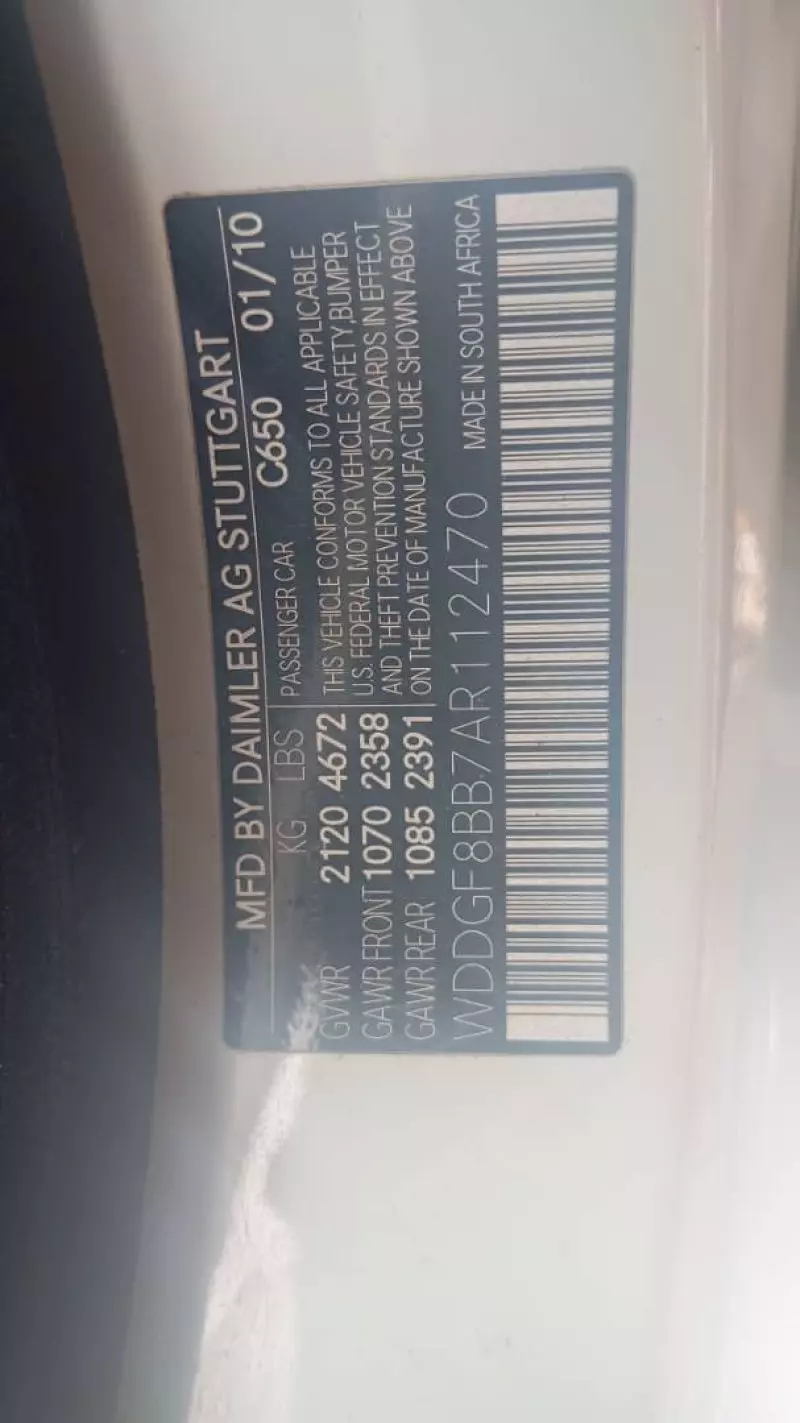 MFD BY DAIMLER AG STUTTGART
KG LBS PASSENGER CAR C650 01/10
GVWR 2120 4672 THIS VEHICLE CONFORMS TO ALL APPLICABLE
GAWR FRONT 1070 2358 U.S. FEDERAL MOTOR VEHICLE SAFETY,BUMPER
GAWR REAR 1085 2391 AND THEFT PREVENTION STANDARDS IN EFFECT
ON THE DATE OF MANUFACTURE SHOWN ABOVE
WDDGF8BB7AR112470 MADE IN SOUTH AFRICA